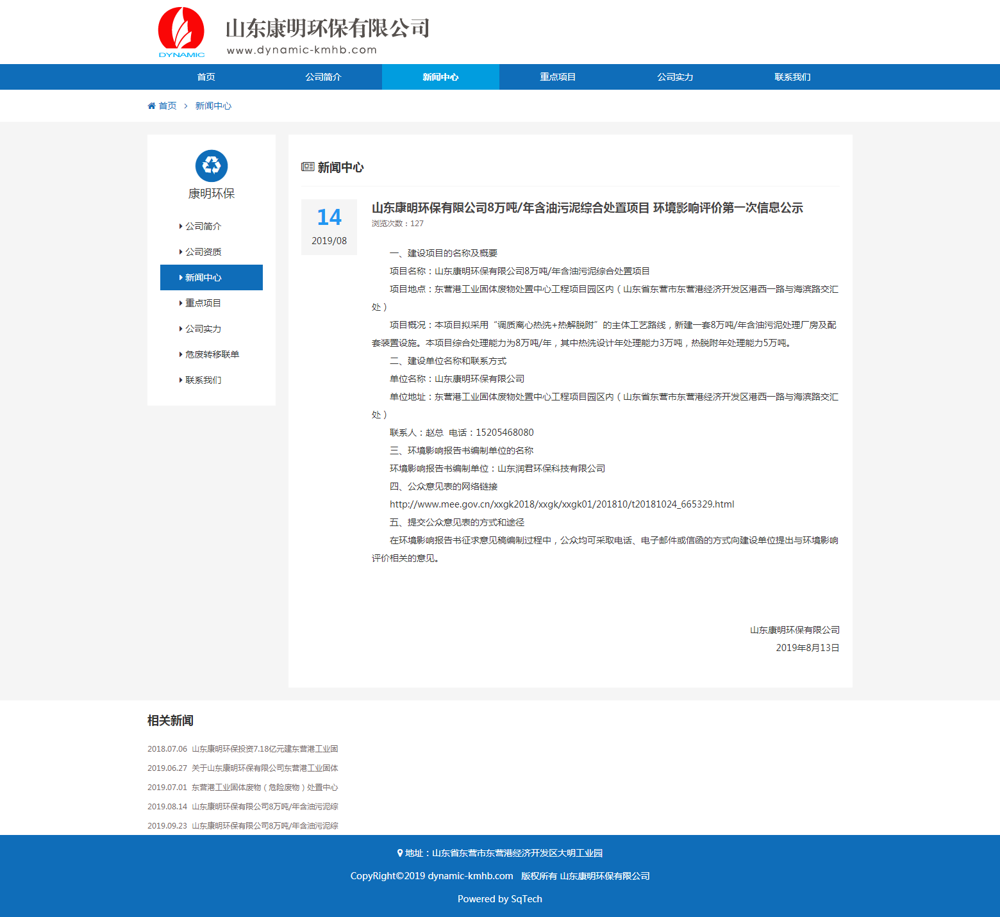 山东康明环保有限公司
www.dynamic-kmhb.com
DYNAMIC
首页 公司简介 新闻中心 重点项目 公司实力 联系我们
首页 > 新闻中心
康明环保
公司简介
公司资质
新闻中心
重点项目
公司实力
危废转移联单
联系我们
新闻中心
14
2019/08
山东康明环保有限公司8万吨/年含油污泥综合处置项目 环境影响评价第一次信息公示
浏览次数：127
一、建设项目的名称及概要
项目名称：山东康明环保有限公司8万吨/年含油污泥综合处置项目
项目地点：东营港工业固体废物处置中心工程项目园区内（山东省东营市东营港经济开发区港西一路与海滨路交汇
处）
项目概况：本项目拟采用“调质离心热洗+热解脱附”的主体工艺路线，新建一套8万吨/年含油污泥处理厂房及配
套装置设施。本项目综合处理能力为8万吨/年，其中热洗设计年处理能力3万吨，热脱附年处理能力5万吨。
二、建设单位名称和联系方式
单位名称：山东康明环保有限公司
单位地址：东营港工业固体废物处置中心工程项目园区内（山东省东营市东营港经济开发区港西一路与海滨路交汇
处）
联系人：赵总 电话：15205468080
三、环境影响报告书编制单位的名称
环境影响报告书编制单位：山东润君环保科技有限公司
四、公众意见表的网络链接
http://www.mee.gov.cn/xxgk2018/xxgk/xxgk01/201810/t20181024_665329.html
五、提交公众意见表的方式和途径
在环境影响报告书征求意见稿编制过程中，公众均可采取电话、电子邮件或信函的方式向建设单位提出与环境影响
评价相关的意见。
山东康明环保有限公司
2019年8月13日
相关新闻
2018.07.06 山东康明环保投资7.18亿元建东营港工业固
2019.06.27 关于山东康明环保有限公司东营港工业固体
2019.07.01 东营港工业固体废物（危险废物）处置中心
2019.08.14 山东康明环保有限公司8万吨/年含油污泥综
2019.09.23 山东康明环保有限公司8万吨/年含油污泥综
地址：山东省东营市东营港经济开发区大明工业园
CopyRight©2019 dynamic-kmhb.com 版权所有 山东康明环保有限公司
Powered by SqTech